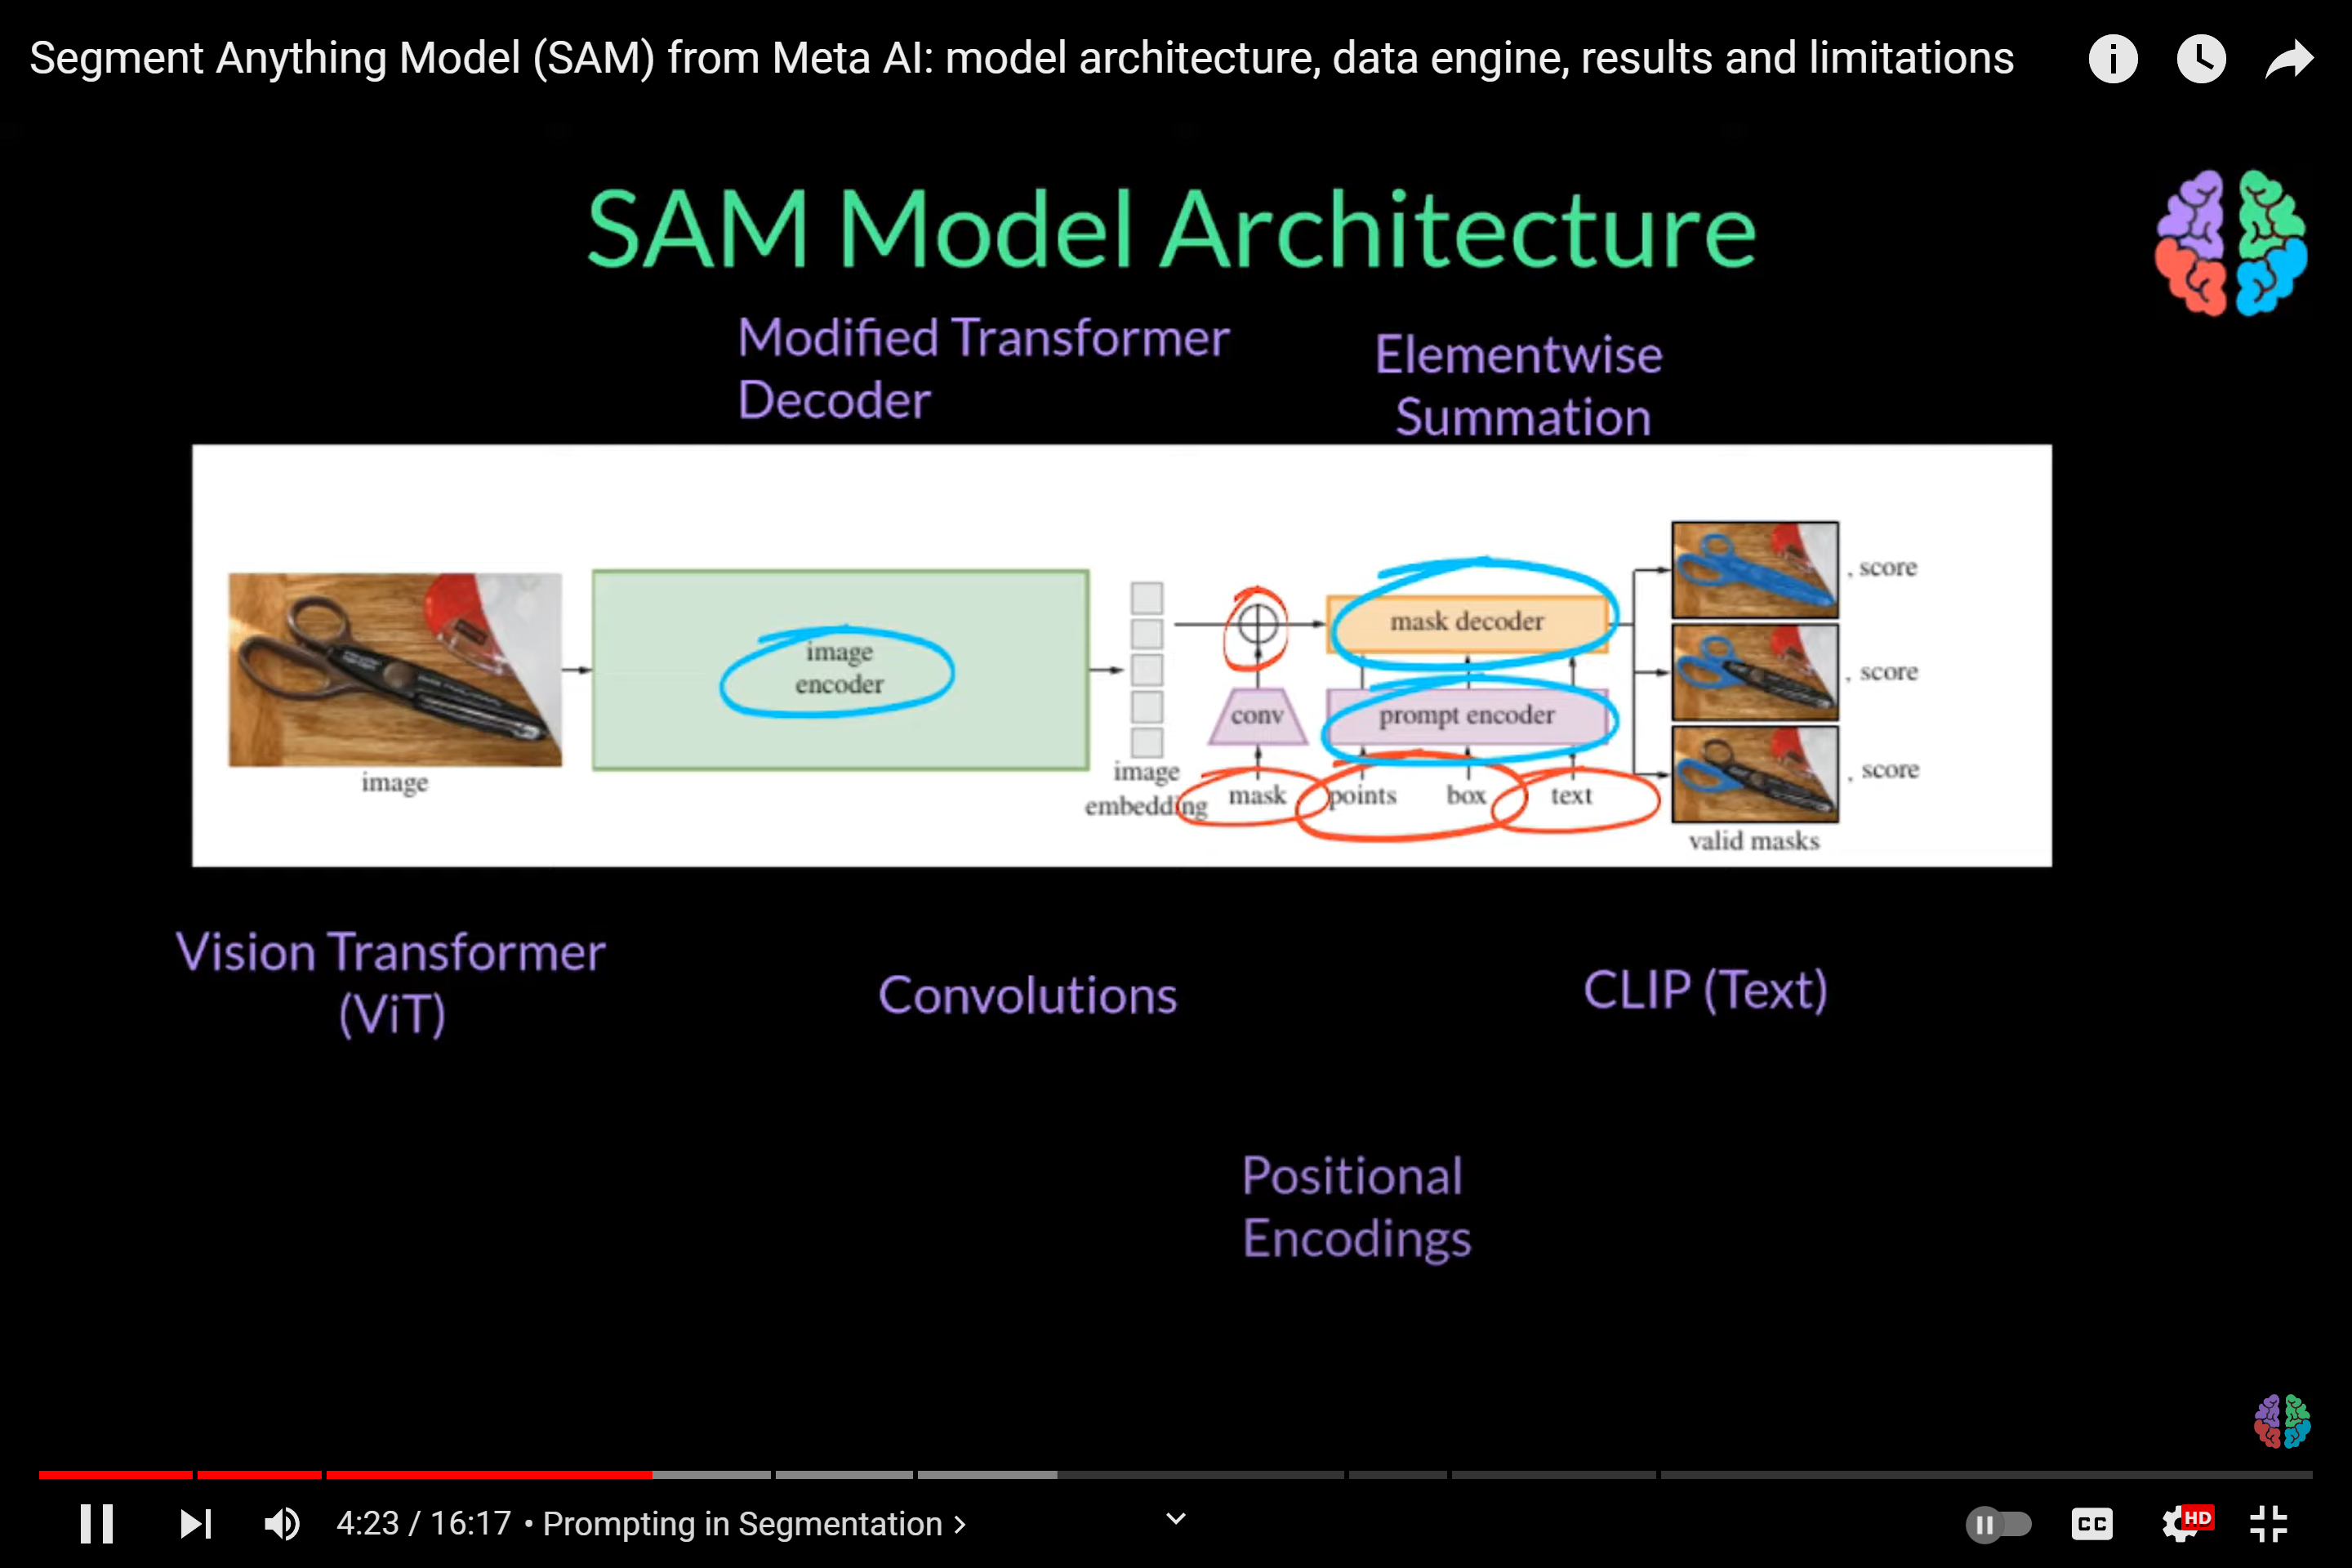 Segment Anything Model (SAM) from Meta AI: model architecture, data engine, results and limitations
SAM Model Architecture
Modified Transformer
Decoder
Elementwise
Summation
image
encoder
image
image
embedding
conv
mask
mask decoder
prompt encoder
points
box
text
, score
, score
, score
valid masks
Vision Transformer
(ViT)
Convolutions
CLIP (Text)
Positional
Encodings
4:23 / 16:17 • Prompting in Segmentation
CC
HD